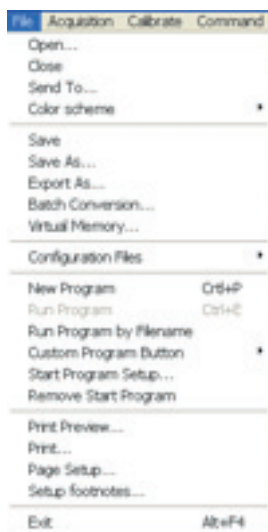 File Acquisition Calibrate Command
Open...
Close
Send To...
Color scheme
Save
Save As...
Export As...
Batch Conversion...
Virtual Memory...
Configuration Files
New Program Crtl+P
Run Program Ctrl+E
Run Program by Filename
Custom Program Button
Start Program Setup...
Remove Start Program
Print Preview...
Print...
Page Setup...
Setup footnotes...
Exit Alt+F4